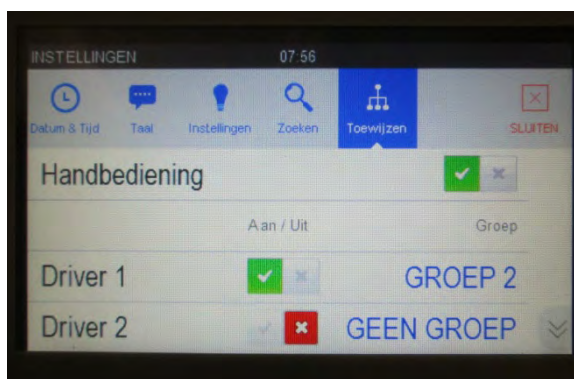 INSTELLINGEN 07:56
Datum & Tijd Taal Instellingen Zoeken Toewijzen SLUITEN
Handbediening
Aan / Uit Groep
Driver 1 GROEP 2
Driver 2 GEEN GROEP